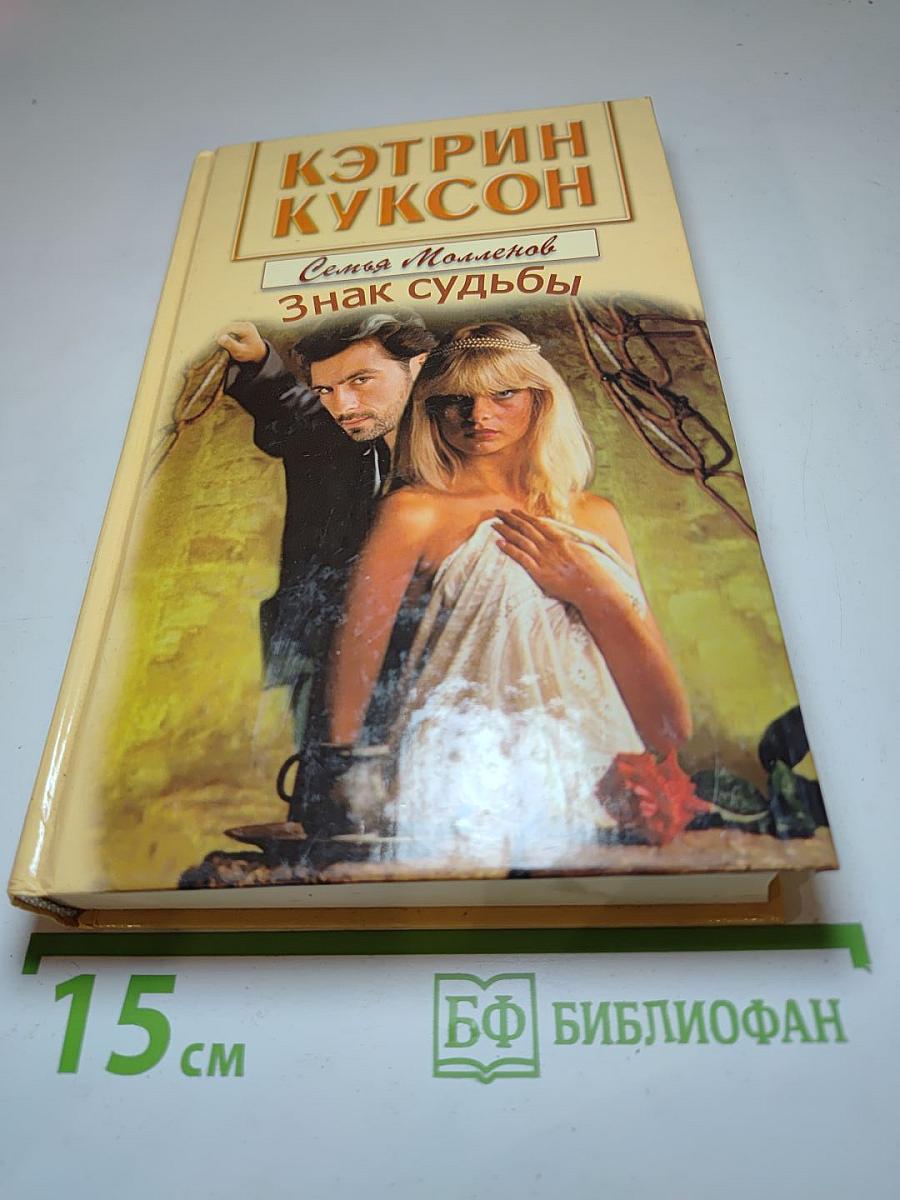 КЭТРИН
КУКСОН
Семья Молленов
Знак судьбы
15 см
БФ БИБЛИОФАН